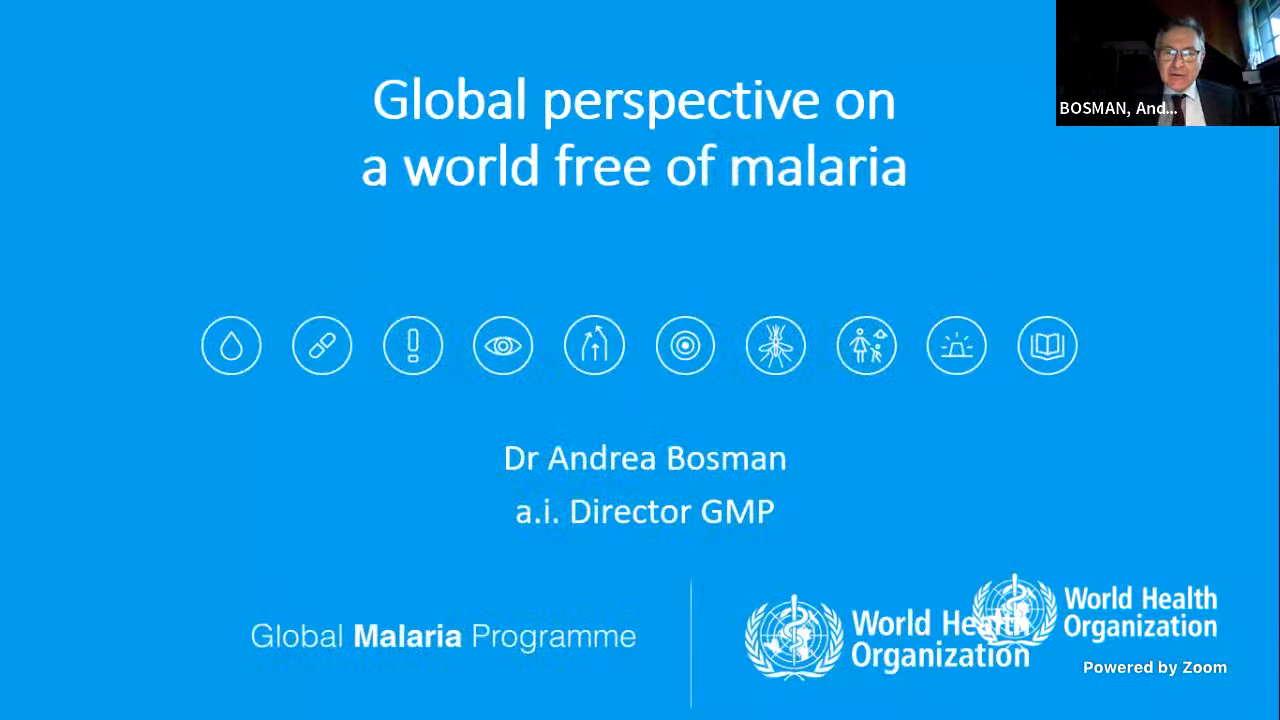 Global perspective on
a world free of malaria
BOSMAN, And...
Dr Andrea Bosman
a.i. Director GMP
Global Malaria Programme
World Health
Organization
World Health
Organization
Powered by Zoom